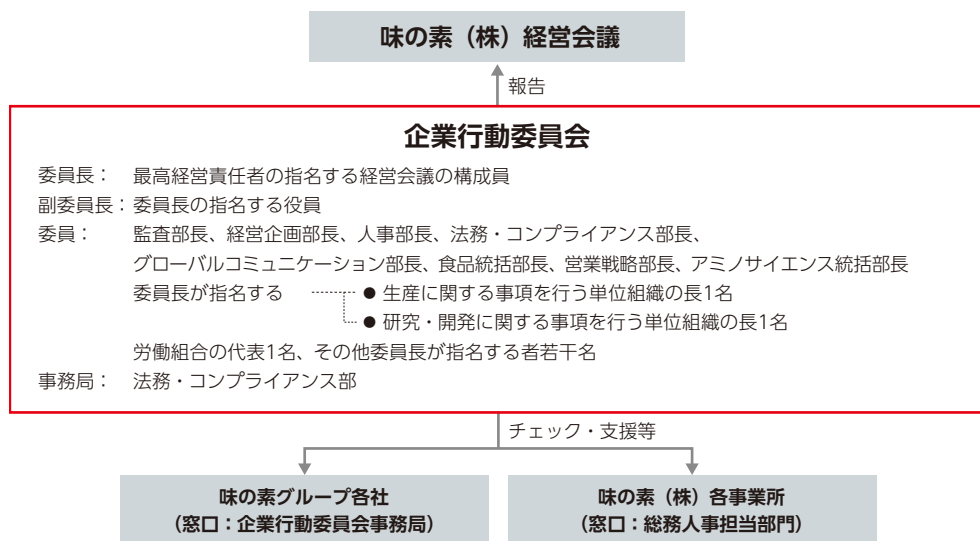 味の素（株）経営会議
報告
企業行動委員会
委員長： 最高経営責任者の指名する経営会議の構成員
副委員長：委員長の指名する役員
委員： 監査部長、経営企画部長、人事部長、法務・コンプライアンス部長、
グローバルコミュニケーション部長、食品統括部長、営業戦略部長、アミノサイエンス統括部長
委員長が指名する ● 生産に関する事項を行う単位組織の長1名
● 研究・開発に関する事項を行う単位組織の長1名
労働組合の代表1名、その他委員長が指名する者若干名
事務局： 法務・コンプライアンス部
チェック・支援等
味の素グループ各社
（窓口：企業行動委員会事務局）
味の素（株）各事業所
（窓口：総務人事担当部門）